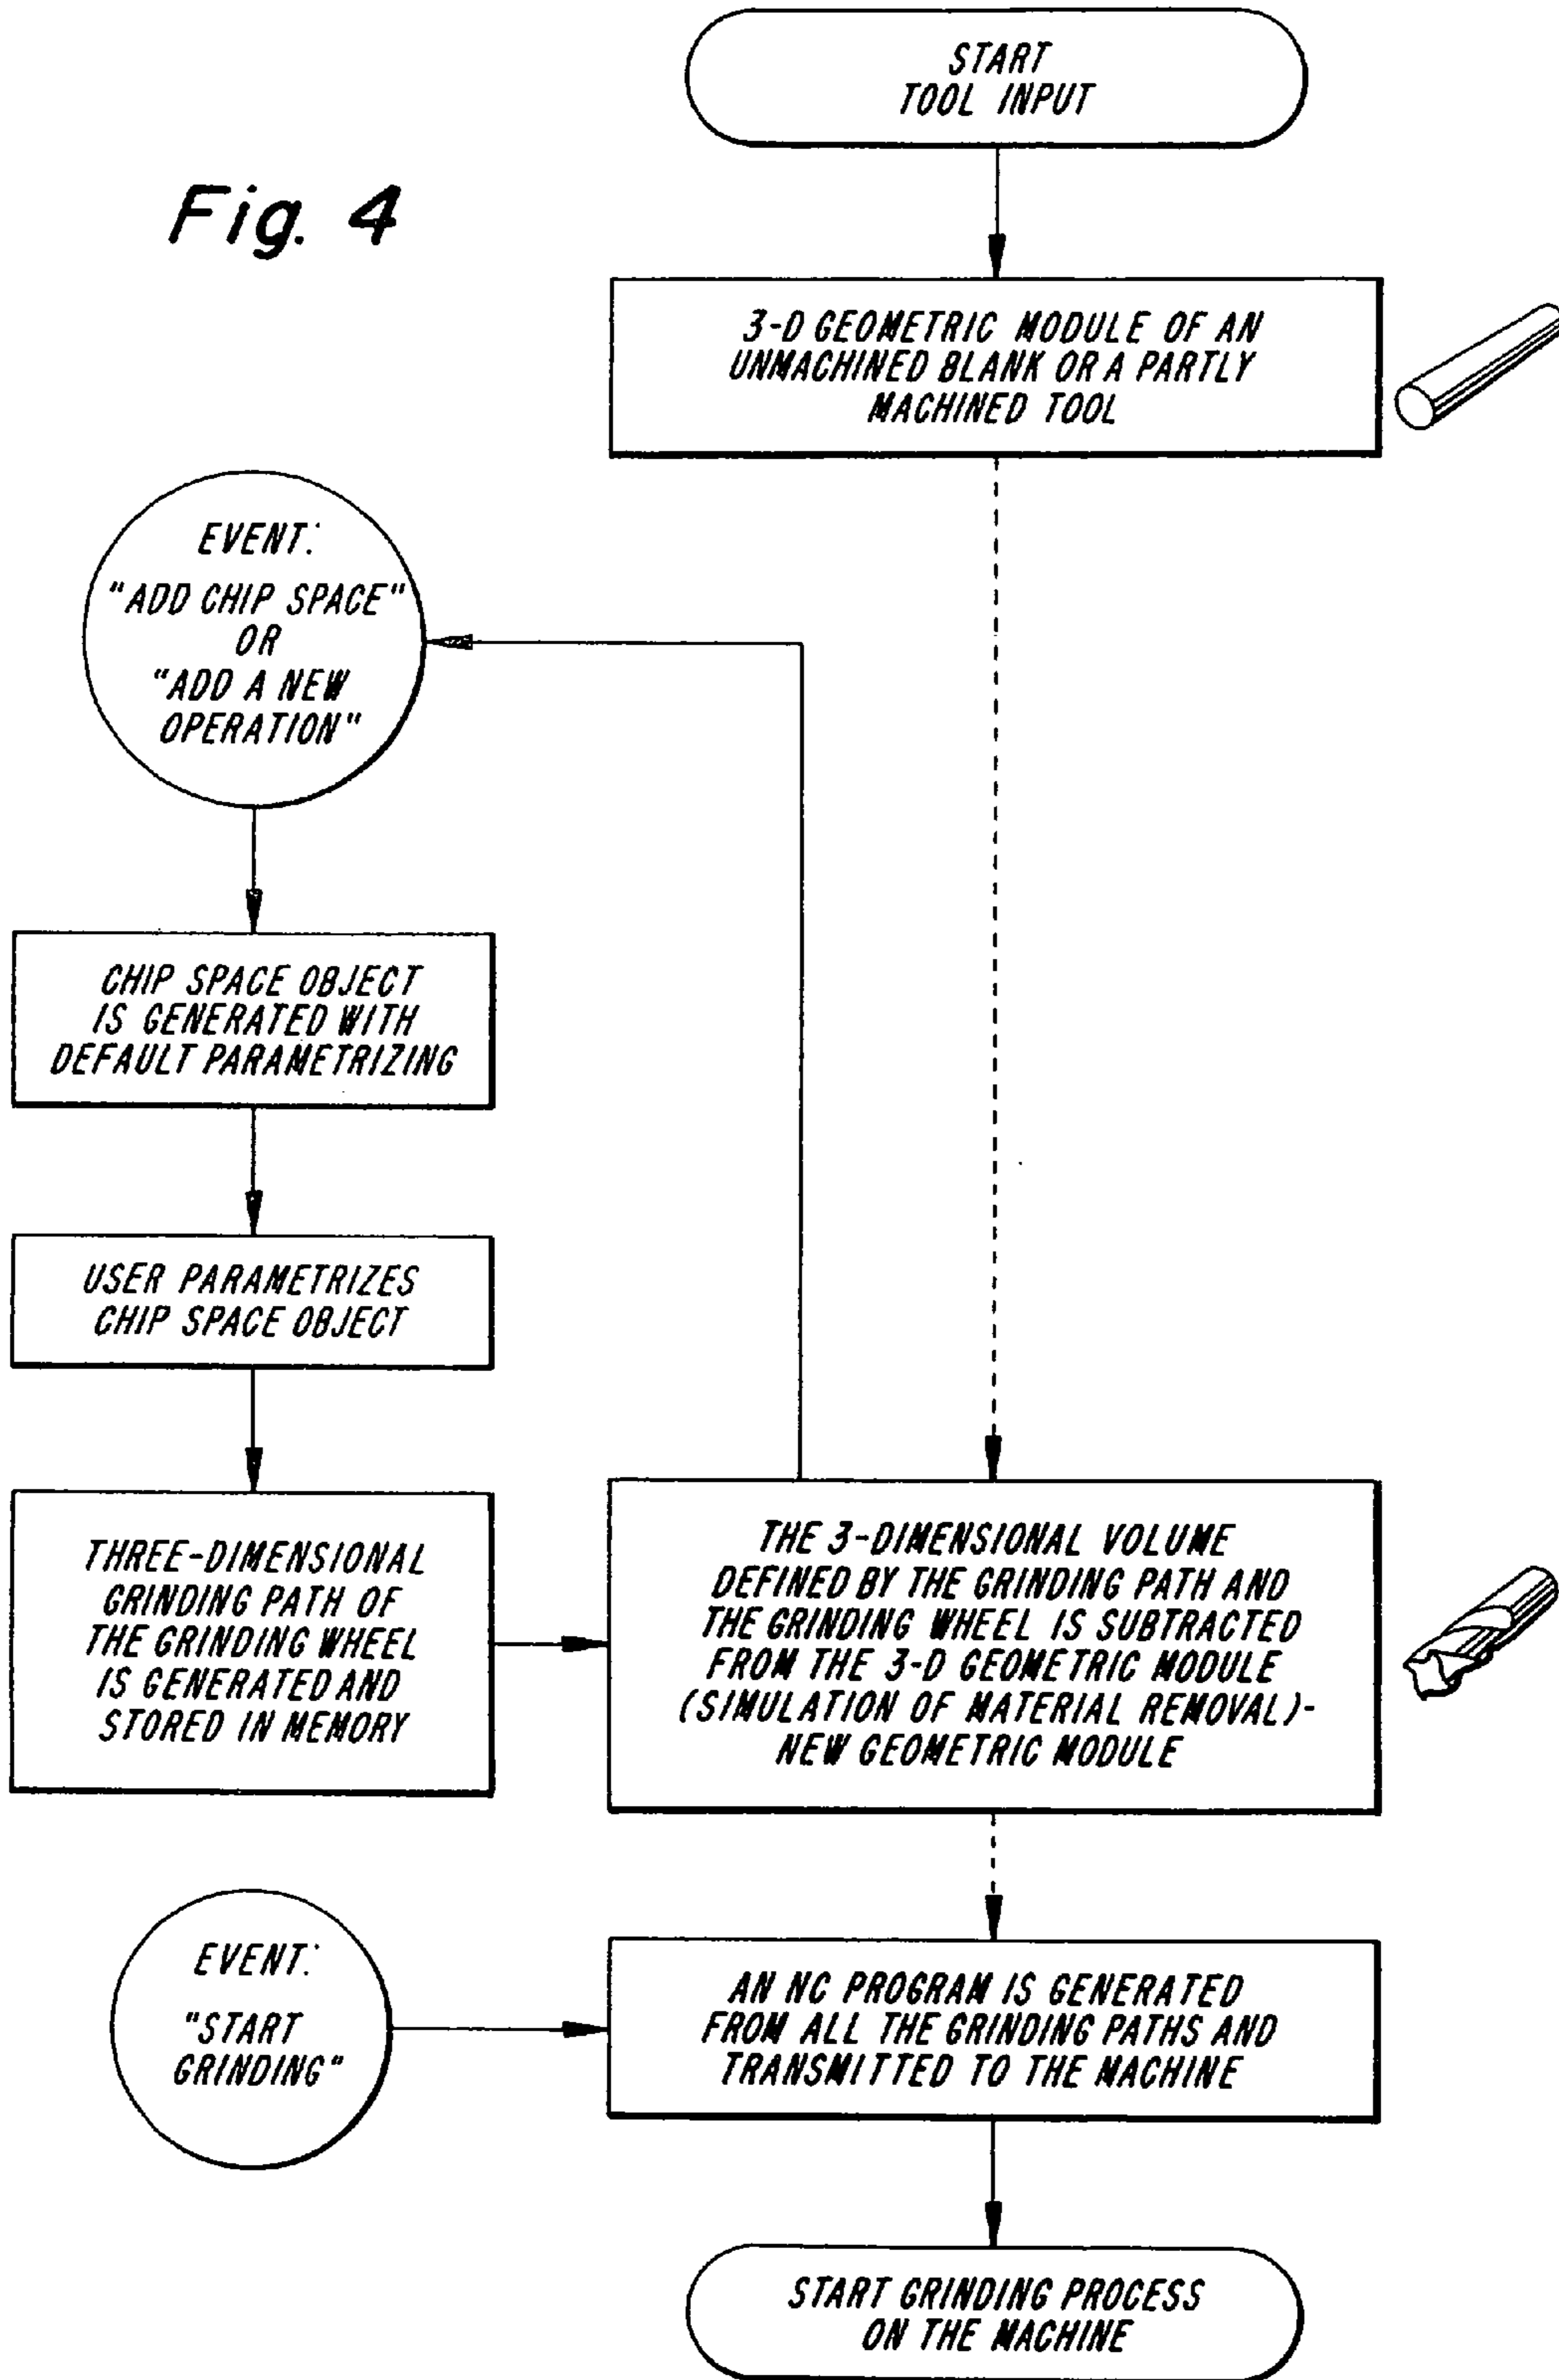 START
TOOL INPUT
Fig. 4
3-D GEOMETRIC MODULE OF AN
UNMACHINED BLANK OR A PARTLY
MACHINED TOOL
EVENT:
"ADD CHIP SPACE"
OR
"ADD A NEW
OPERATION"
CHIP SPACE OBJECT
IS GENERATED WITH
DEFAULT PARAMETRIZING
USER PARAMETRIZES
CHIP SPACE OBJECT
THREE-DIMENSIONAL
GRINDING PATH OF
THE GRINDING WHEEL
IS GENERATED AND
STORED IN MEMORY
THE 3-DIMENSIONAL VOLUME
DEFINED BY THE GRINDING PATH AND
THE GRINDING WHEEL IS SUBTRACTED
FROM THE 3-D GEOMETRIC MODULE
(SIMULATION OF MATERIAL REMOVAL)-
NEW GEOMETRIC MODULE
EVENT:
"START
GRINDING"
AN NC PROGRAM IS GENERATED
FROM ALL THE GRINDING PATHS AND
TRANSMITTED TO THE MACHINE
START GRINDING PROCESS
ON THE MACHINE